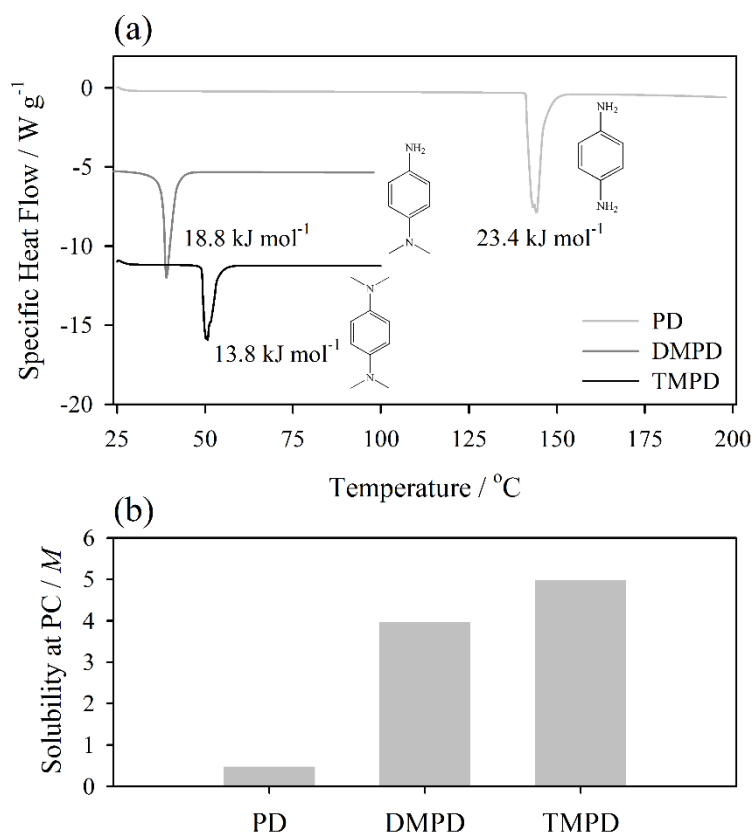 (a)
Specific Heat Flow / W g⁻¹
0
-5
-10
-15
-20
NH₂
N
18.8 kJ mol⁻¹
NH₂
NH₂
23.4 kJ mol⁻¹
N
N
13.8 kJ mol⁻¹
PD
DMPD
TMPD
25 50 75 100 125 150 175 200
Temperature / °C
(b)
Solubility at PC / M
6
5
4
3
2
1
0
PD DMPD TMPD